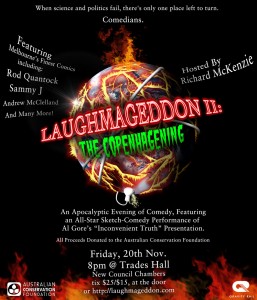 When science and politics fail, there's only one place left to turn.
Comedians.
Featuring
Melbourne's Finest Comics
including:
Rod Quantock
Sammy J
Andrew McClelland
And Many More!
Hosted By
Richard McKenzie
LAUGHMAGEDDON II:
THE COPENHAGENING
An Apocalyptic Evening of Comedy, Featuring
an All-Star Sketch-Comedy Performance of
Al Gore's "Inconvenient Truth" Presentation.
All Proceeds Donated to the Australian Conservation Foundation
Friday, 20th Nov.
8pm @ Trades Hall
New Council Chambers
tix $25/$15, at the door
or http://laughmageddon.com
AUSTRALIAN
CONSERVATION
FOUNDATION